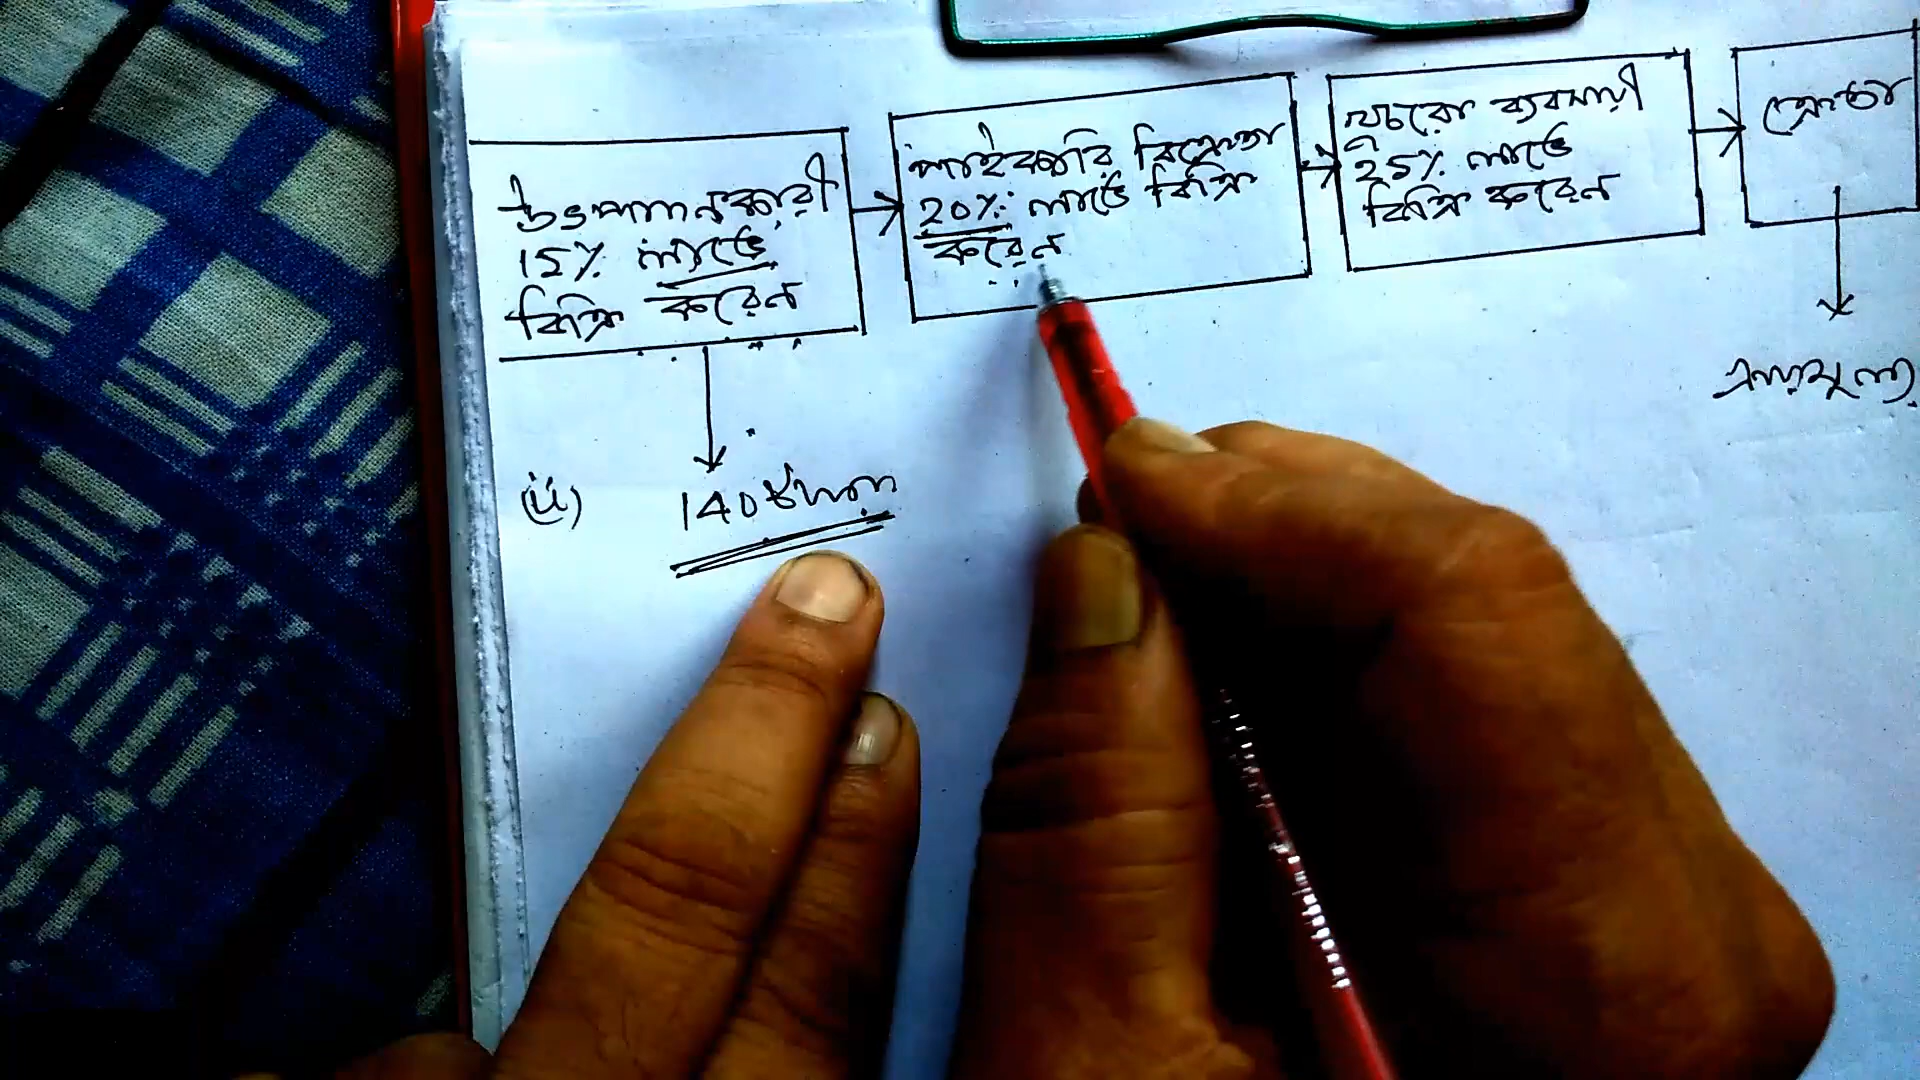 উৎপাদনকারী
15% লাভে
বিক্রি করেন
পাইকারি বিক্রেতা
20% লাভে বিক্রি
করেন
খুচরো ব্যবসায়ী
25% লাভে
বিক্রি করেন
ক্রেতা
ক্রয়মূল্য
(ii) 140 টাকা